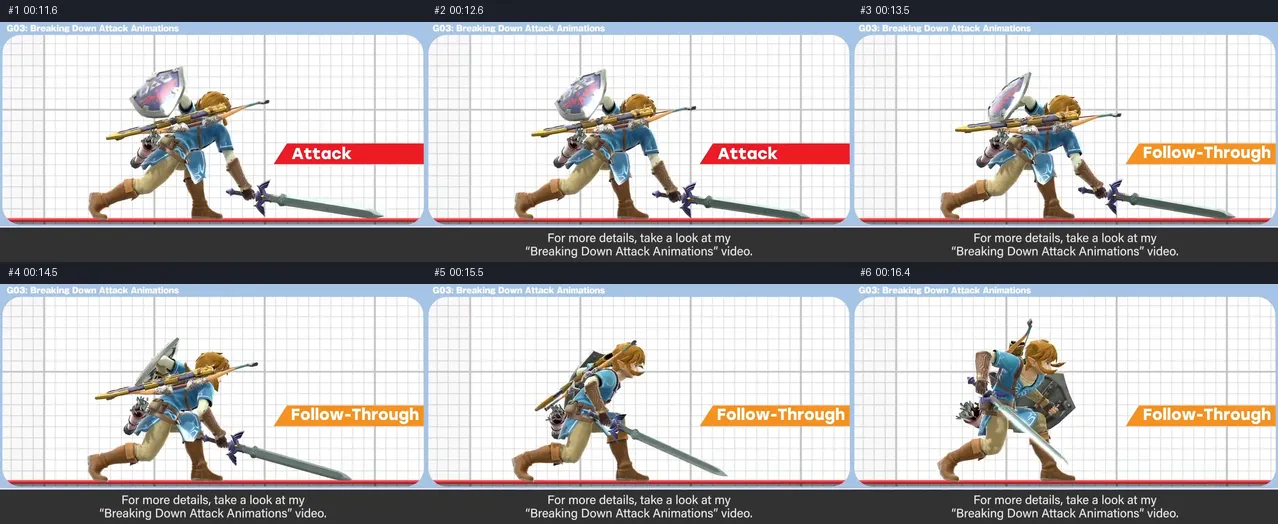 #1 00:11.6
G03: Breaking Down Attack Animations
Attack
#2 00:12.6
G03: Breaking Down Attack Animations
Attack
For more details, take a look at my
“Breaking Down Attack Animations” video.
#3 00:13.5
G03: Breaking Down Attack Animations
Follow-Through
For more details, take a look at my
“Breaking Down Attack Animations” video.
#4 00:14.5
G03: Breaking Down Attack Animations
Follow-Through
For more details, take a look at my
“Breaking Down Attack Animations” video.
#5 00:15.5
G03: Breaking Down Attack Animations
Follow-Through
For more details, take a look at my
“Breaking Down Attack Animations” video.
#6 00:16.4
G03: Breaking Down Attack Animations
Follow-Through
For more details, take a look at my
“Breaking Down Attack Animations” video.